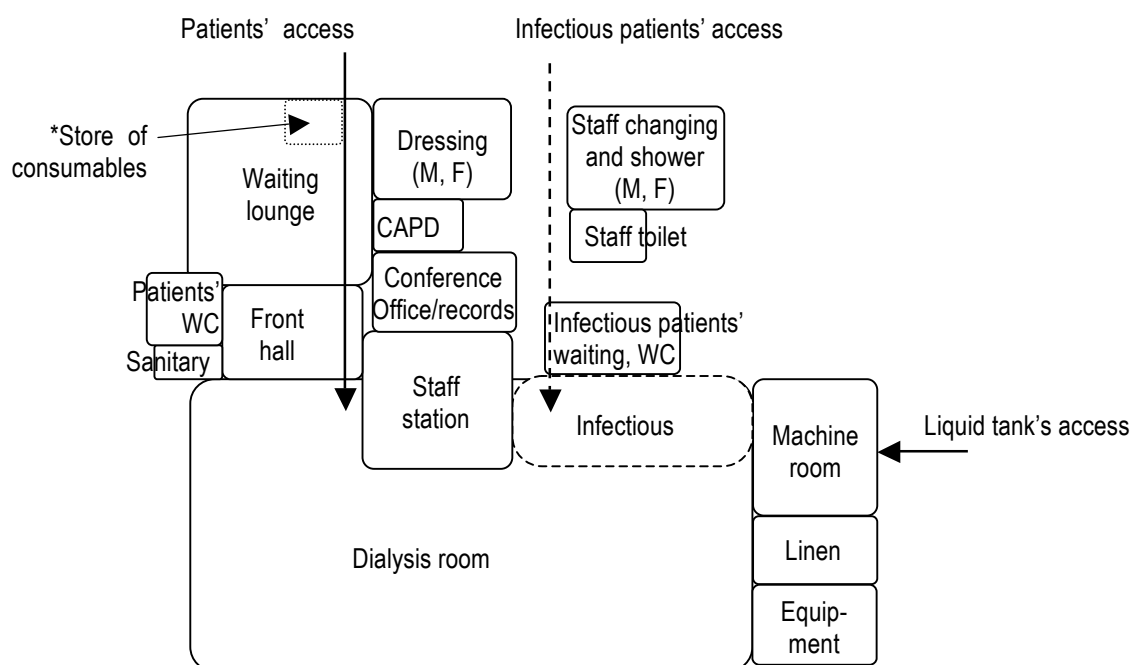 Patients’ access
Infectious patients’ access
*Store of
consumables
Waiting
lounge
Dressing
(M, F)
Staff changing
and shower
(M, F)
CAPD
Staff toilet
Conference
Office/records
Patients’
WC
Front
hall
Infectious patients’
waiting, WC
Sanitary
Staff
station
Infectious
Machine
room
Liquid tank’s access
Dialysis room
Linen
Equip-
ment